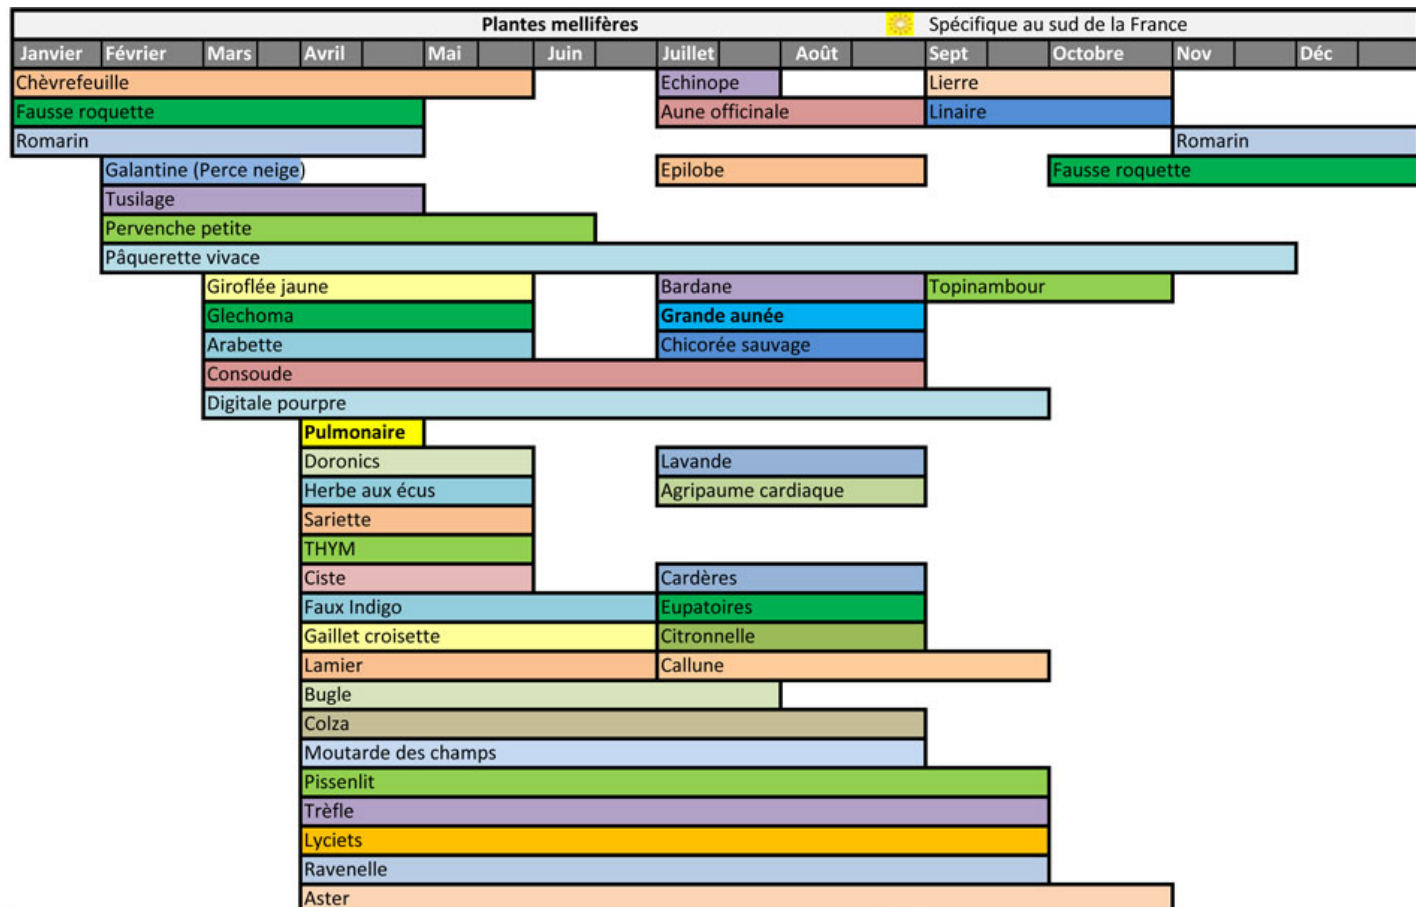 Plantes mellifères Spécifique au sud de la France
Janvier Février Mars Avril Mai Juin Juillet Août Sept Octobre Nov Déc
Chèvrefeuille Echinope Lierre
Fausse roquette Aune officinale Linaire
Romarin Romarin
Galantine (Perce neige) Epilobe Fausse roquette
Tusilage
Pervenche petite
Pâquerette vivace
Giroflée jaune Bardane Topinambour
Glechoma Grande aunée
Arabette Chicorée sauvage
Consoude
Digitale pourpre
Pulmonaire
Doronics Lavande
Herbe aux écus Agripaume cardiaque
Sariette
THYM
Ciste Cardères
Faux Indigo Eupatoires
Gaillet croisette Citronnelle
Lamier Callune
Bugle
Colza
Moutarde des champs
Pissenlit
Trèfle
Lyciets
Ravenelle
Aster